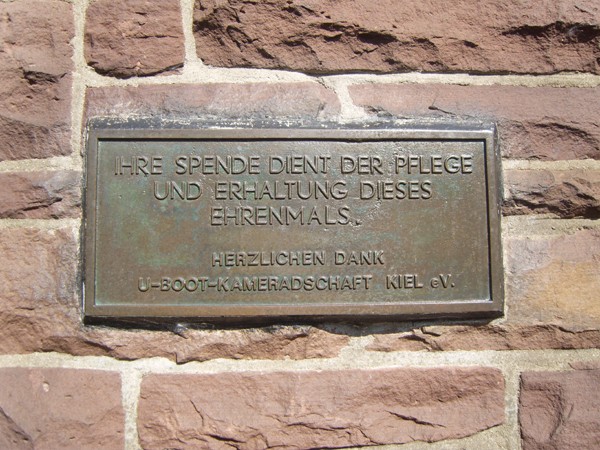 IHRE SPENDE DIENT DER PFLEGE
UND ERHALTUNG DIESES
EHRENMALS.
HERZLICHEN DANK
U-BOOT-KAMERADSCHAFT KIEL eV.